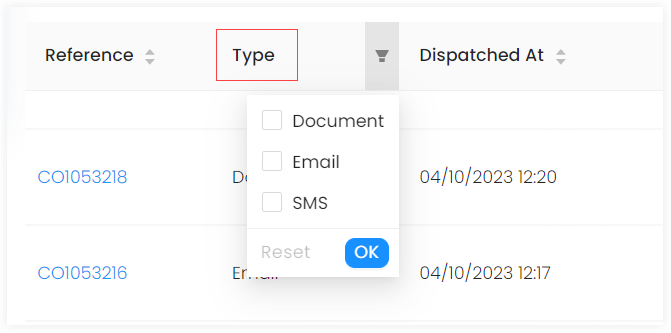 Reference Type Dispatched At
Document
Email
CO1053218 04/10/2023 12:20
SMS
Reset OK
CO1053216 Email 04/10/2023 12:17